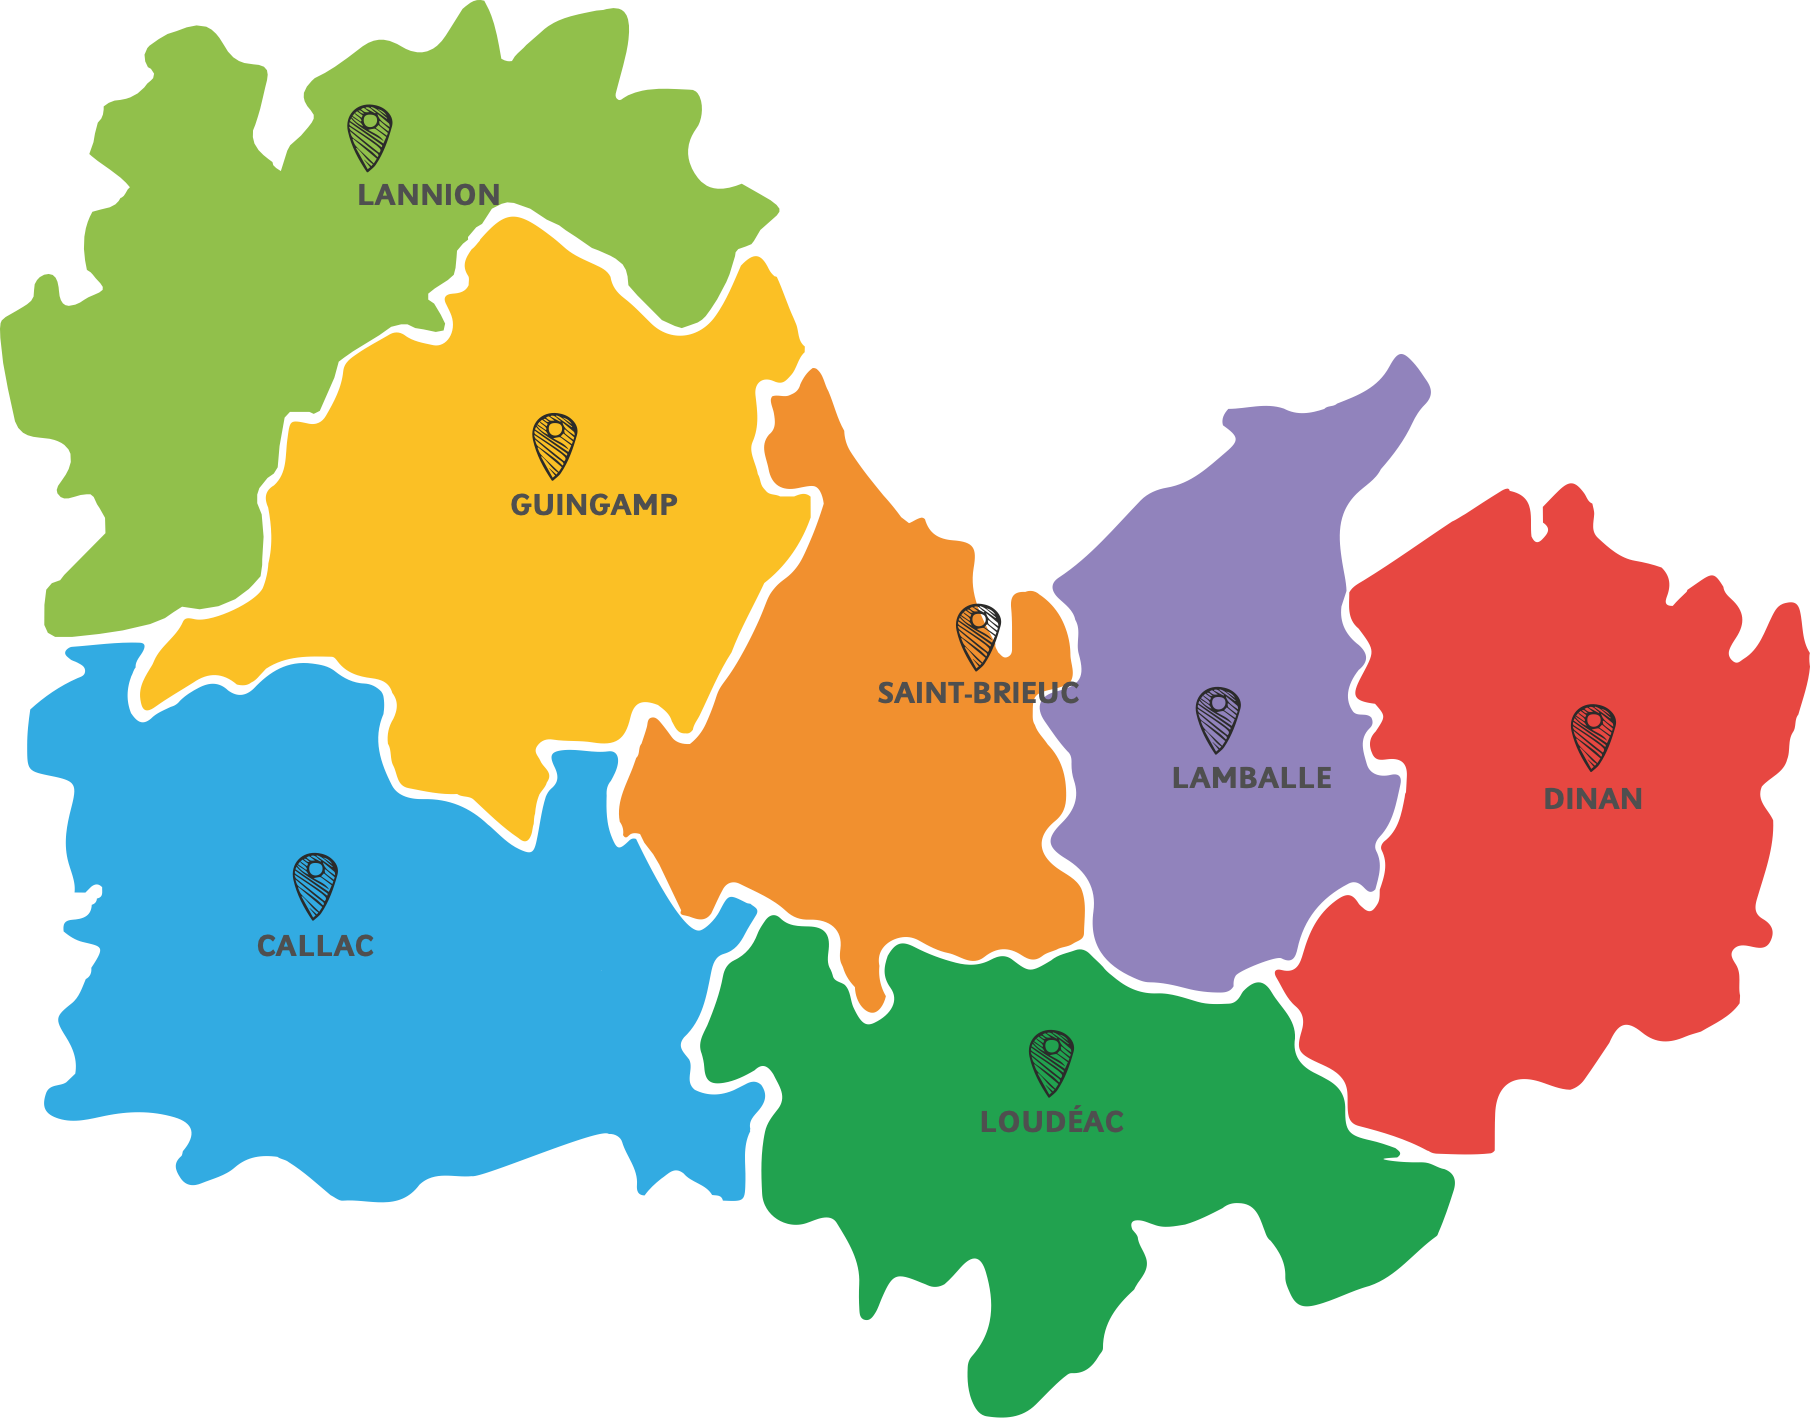 LANNION
GUINGAMP
SAINT-BRIEUC
LAMBALLE
DINAN
CALLAC
LOUDÉAC